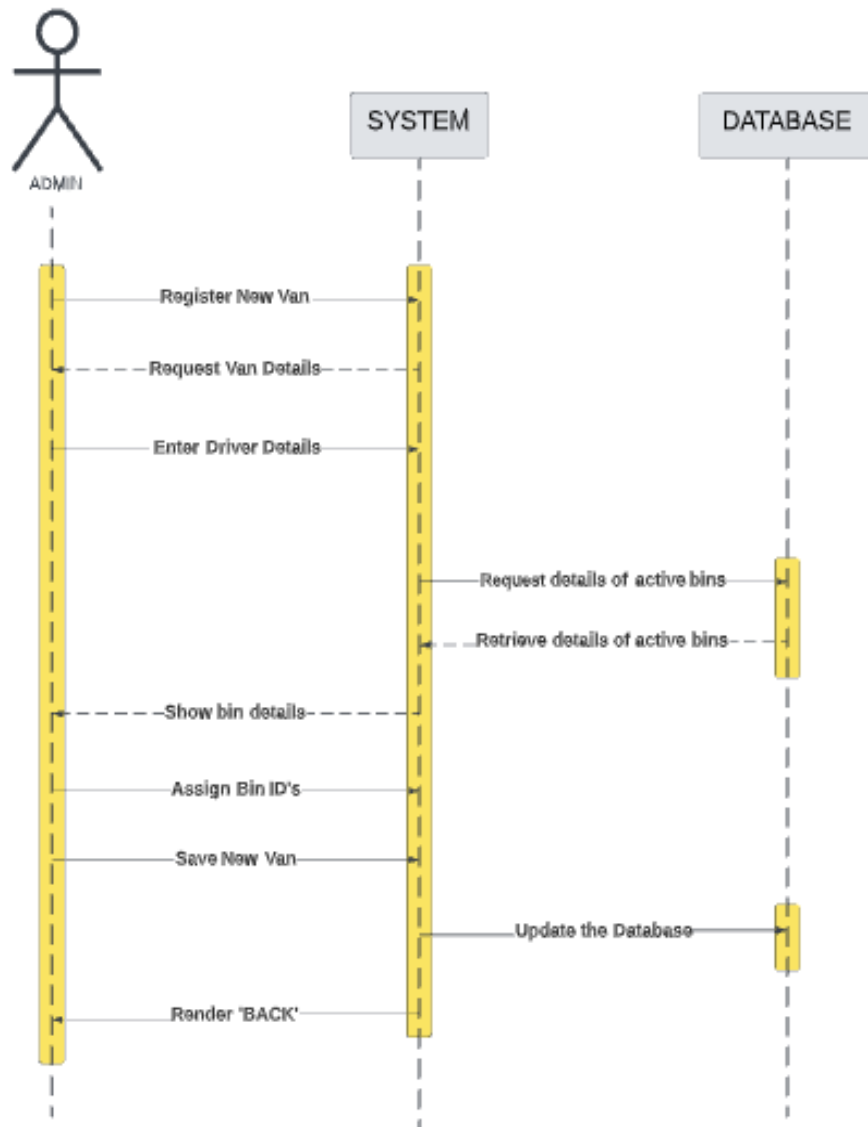 SYSTEM
DATABASE
ADMIN
Register New Van
Request Van Details
Enter Driver Details
Request details of active bins
Retrieve details of active bins
Show bin details
Assign Bin ID's
Save New Van
Update the Database
Render 'BACK'